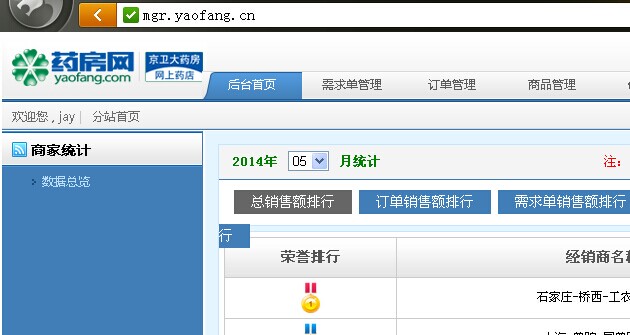 mgr.yaofang.cn
药房网
yaofang.com
京卫大药房
网上药店
后台首页 需求单管理 订单管理 商品管理
欢迎您 , jay 分站首页
商家统计
数据总览
2014年 05 月统计 注:
总销售额排行 订单销售额排行 需求单销售额排行
行
荣誉排行 经销商名
1
石家庄-桥西-工农